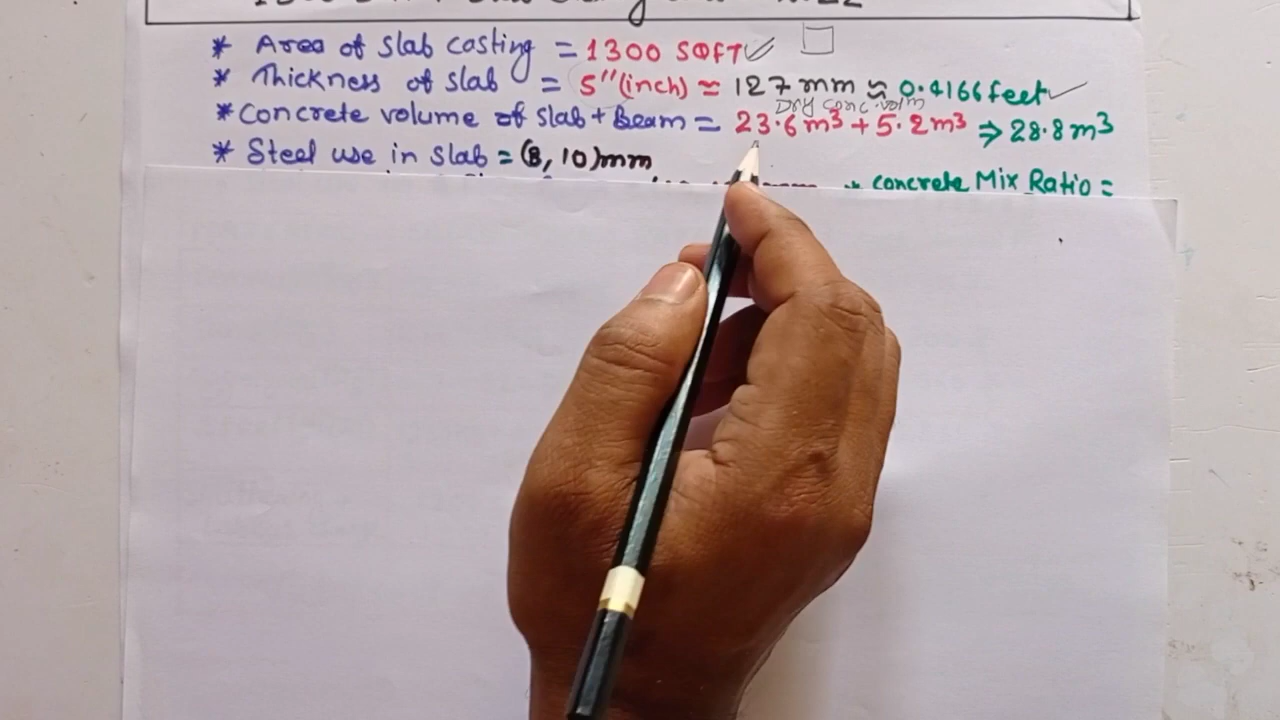 * Area of slab casting = 1300 SQFT
* Thickness of slab = 5"(inch) ≈ 127 mm ≈ 0.4166 feet
Dry conc. volm
* Concrete volume of slab + Beam = 23.6 m³ + 5.2 m³ ⇒ 28.8 m³
* Steel use in slab = (8, 10) mm
* concrete Mix Ratio =